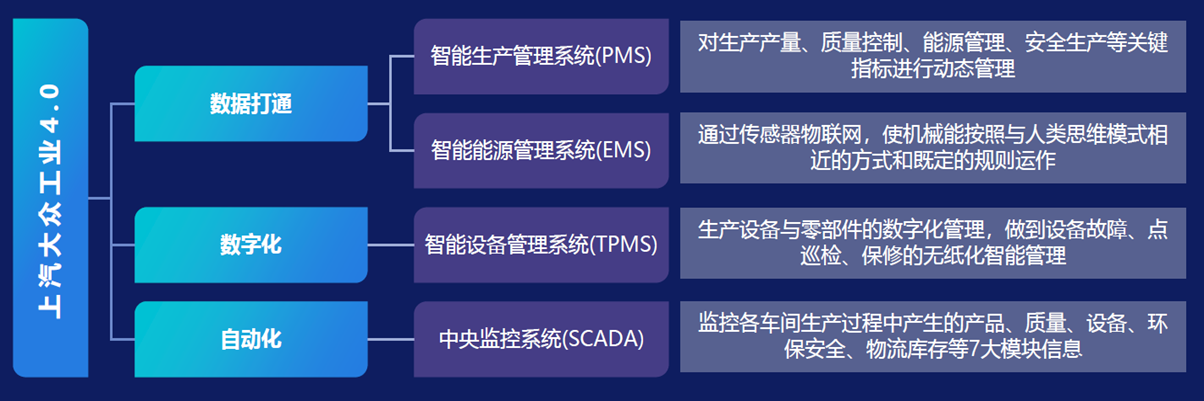 上汽大众工业4.0
数据打通
智能生产管理系统(PMS)
对生产产量、质量控制、能源管理、安全生产等关键
指标进行动态管理
智能能源管理系统(EMS)
通过传感器物联网，使机械能按照与人类思维模式相
近的方式和既定的规则运作
数字化
智能设备管理系统(TPMS)
生产设备与零部件的数字化管理，做到设备故障、点
巡检、保修的无纸化智能管理
自动化
中央监控系统(SCADA)
监控各车间生产过程中产生的产品、质量、设备、环
保安全、物流库存等7大模块信息